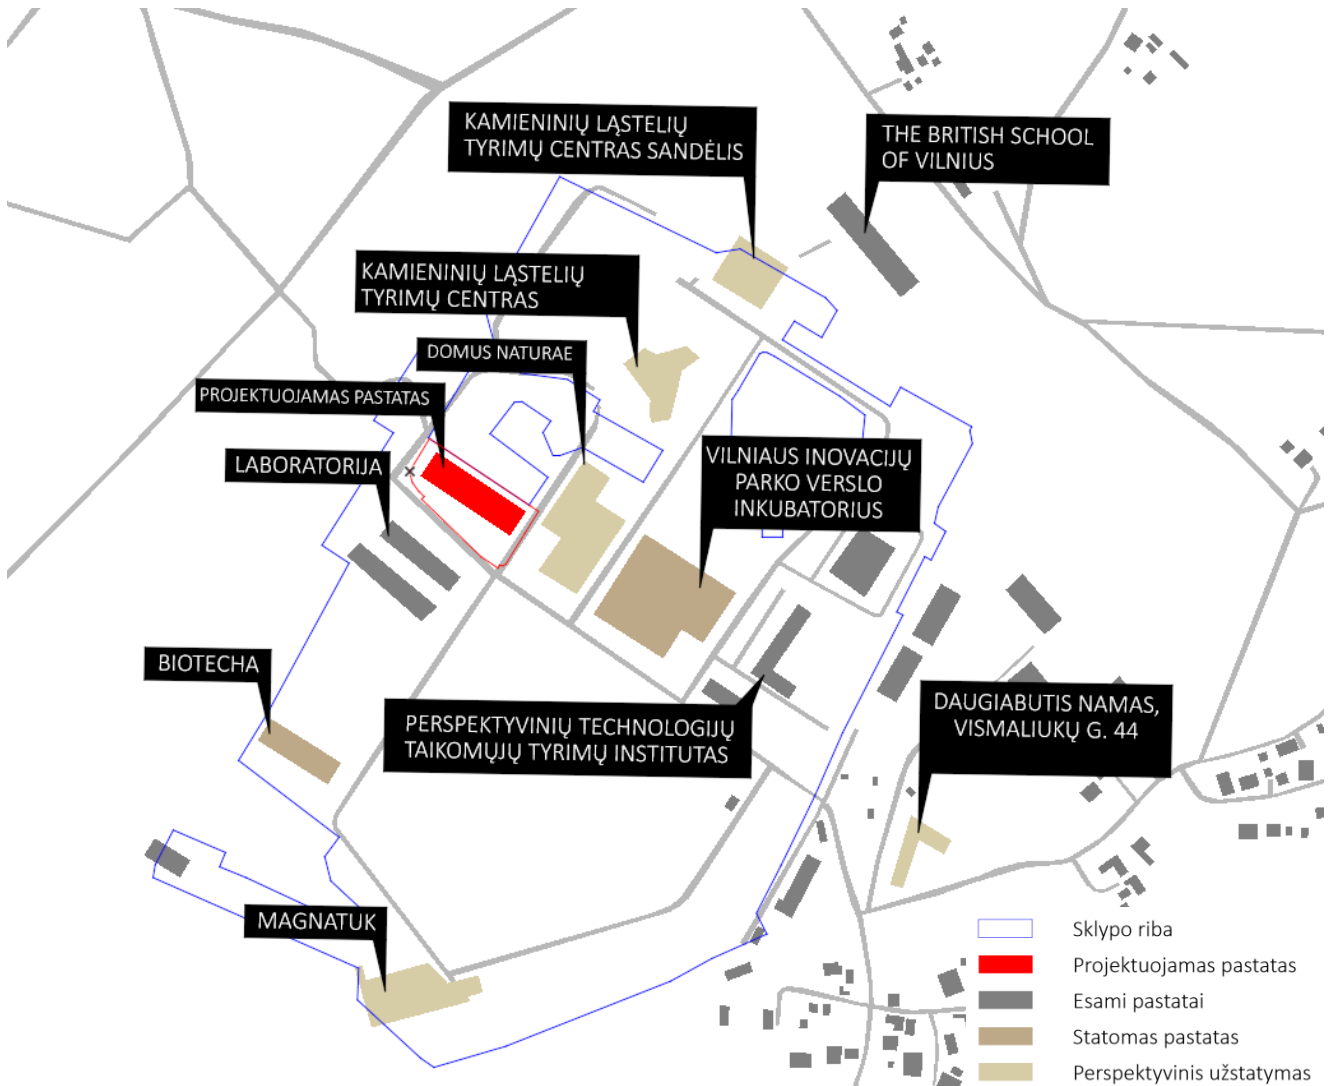 KAMIENINIŲ LĄSTELIŲ
TYRIMŲ CENTRAS SANDĖLIS
THE BRITISH SCHOOL
OF VILNIUS
KAMIENINIŲ LĄSTELIŲ
TYRIMŲ CENTRAS
DOMUS NATURAE
PROJEKTUOJAMAS PASTATAS
LABORATORIJA
VILNIAUS INOVACIJŲ
PARKO VERSLO
INKUBATORIUS
BIOTECHA
PERSPEKTYVINIŲ TECHNOLOGIJŲ
TAIKOMŲJŲ TYRIMŲ INSTITUTAS
DAUGIABUTIS NAMAS,
VISMALIUKŲ G. 44
MAGNATUK
Sklypo riba
Projektuojamas pastatas
Esami pastatai
Statomas pastatas
Perspektyvinis užstatymas